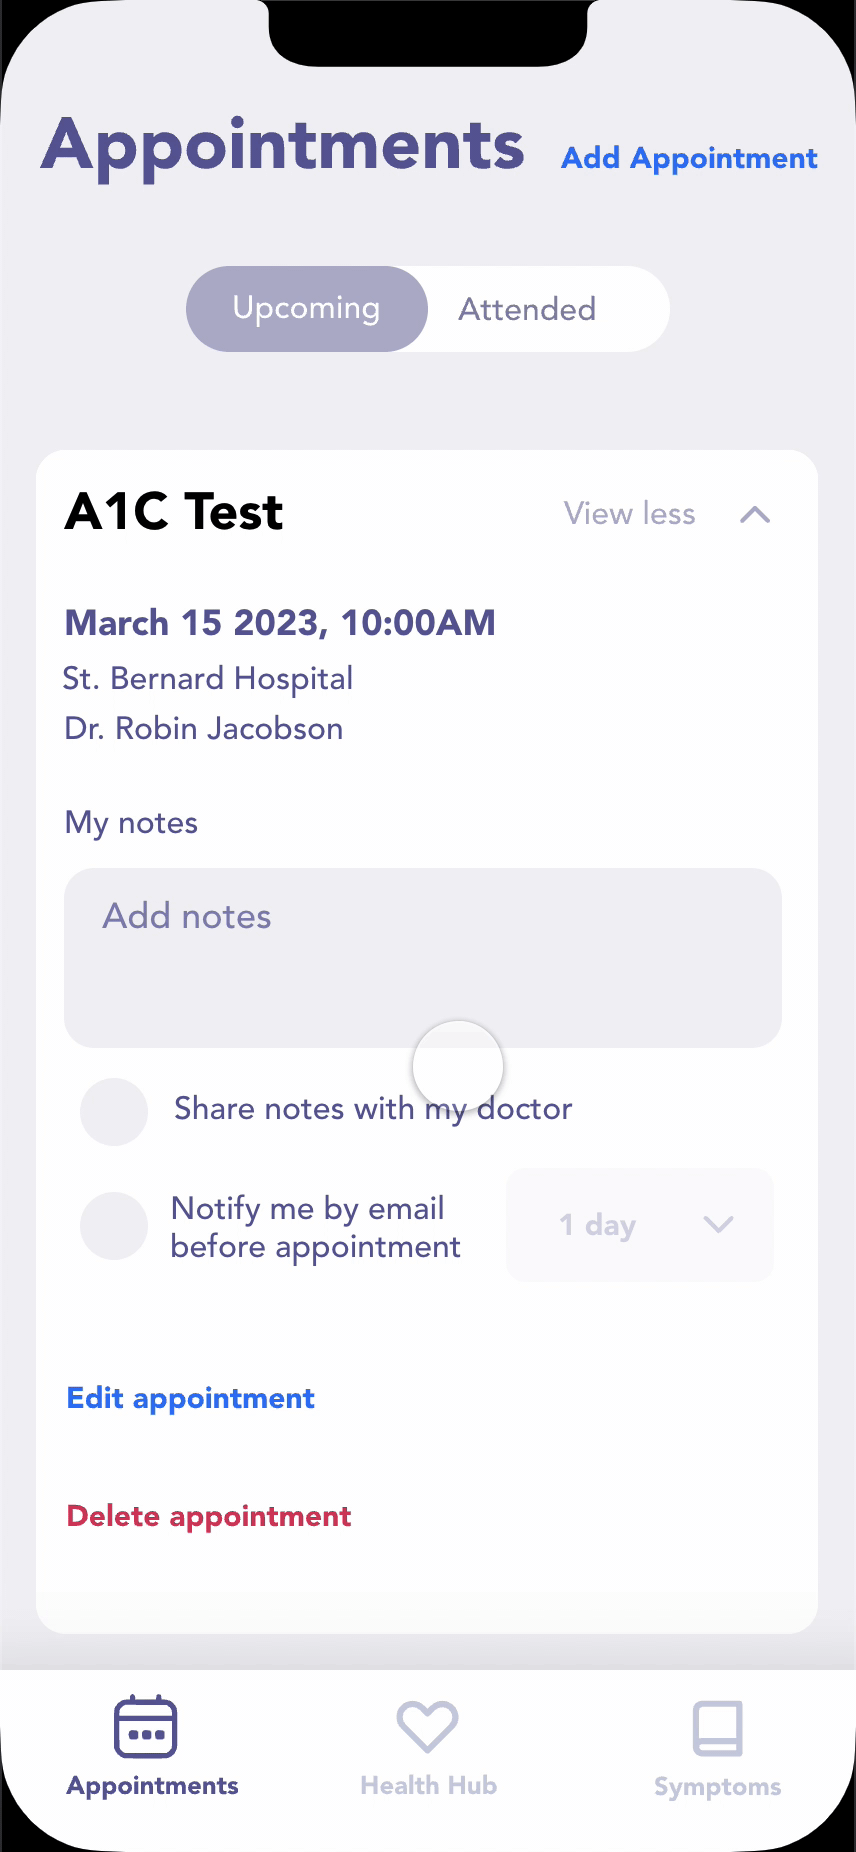 Appointments
Add Appointment
Upcoming
Attended
A1C Test
View less
March 15 2023, 10:00AM
St. Bernard Hospital
Dr. Robin Jacobson
My notes
Add notes
Share notes with my doctor
Notify me by email
before appointment
1 day
Edit appointment
Delete appointment
Appointments
Health Hub
Symptoms